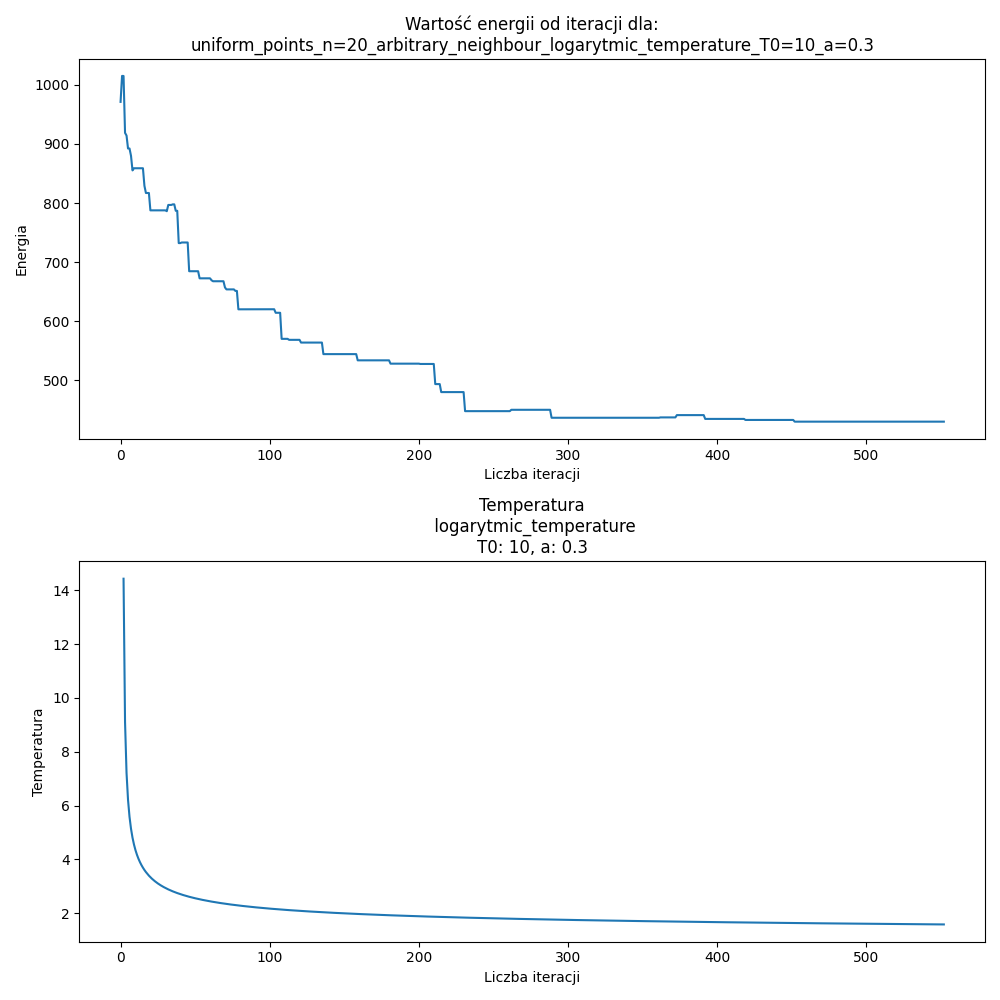 Wartość energii od iteracji dla:
uniform_points_n=20_arbitrary_neighbour_logarytmic_temperature_T0=10_a=0.3
1000
900
800
700
600
500
Energia
0 100 200 300 400 500
Liczba iteracji
Temperatura
logarytmic_temperature
T0: 10, a: 0.3
14
12
10
8
6
4
2
Temperatura
0 100 200 300 400 500
Liczba iteracji